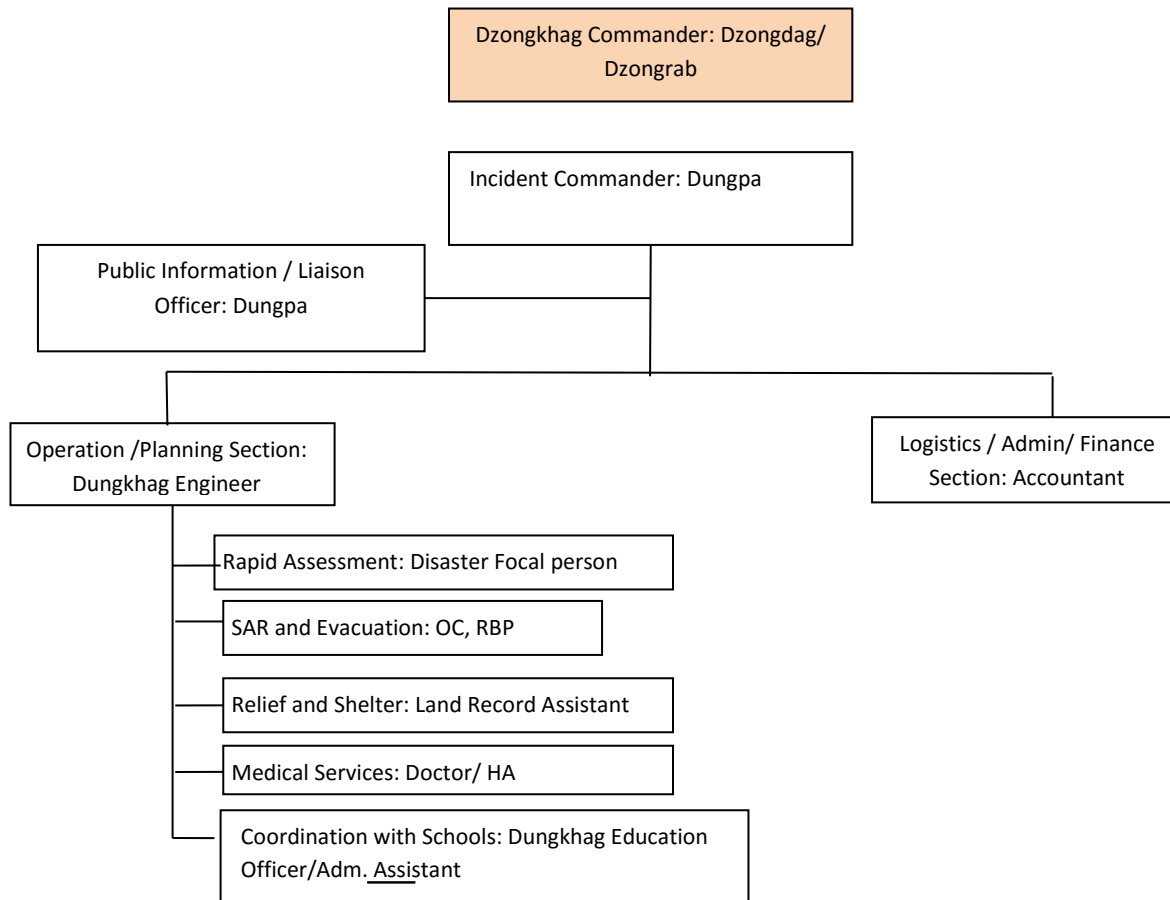 Dzongkhag Commander: Dzongdag/
Dzongrab
Incident Commander: Dungpa
Public Information / Liaison
Officer: Dungpa
Operation /Planning Section:
Dungkhag Engineer
Logistics / Admin/ Finance
Section: Accountant
Rapid Assessment: Disaster Focal person
SAR and Evacuation: OC, RBP
Relief and Shelter: Land Record Assistant
Medical Services: Doctor/ HA
Coordination with Schools: Dungkhag Education
Officer/Adm. Assistant